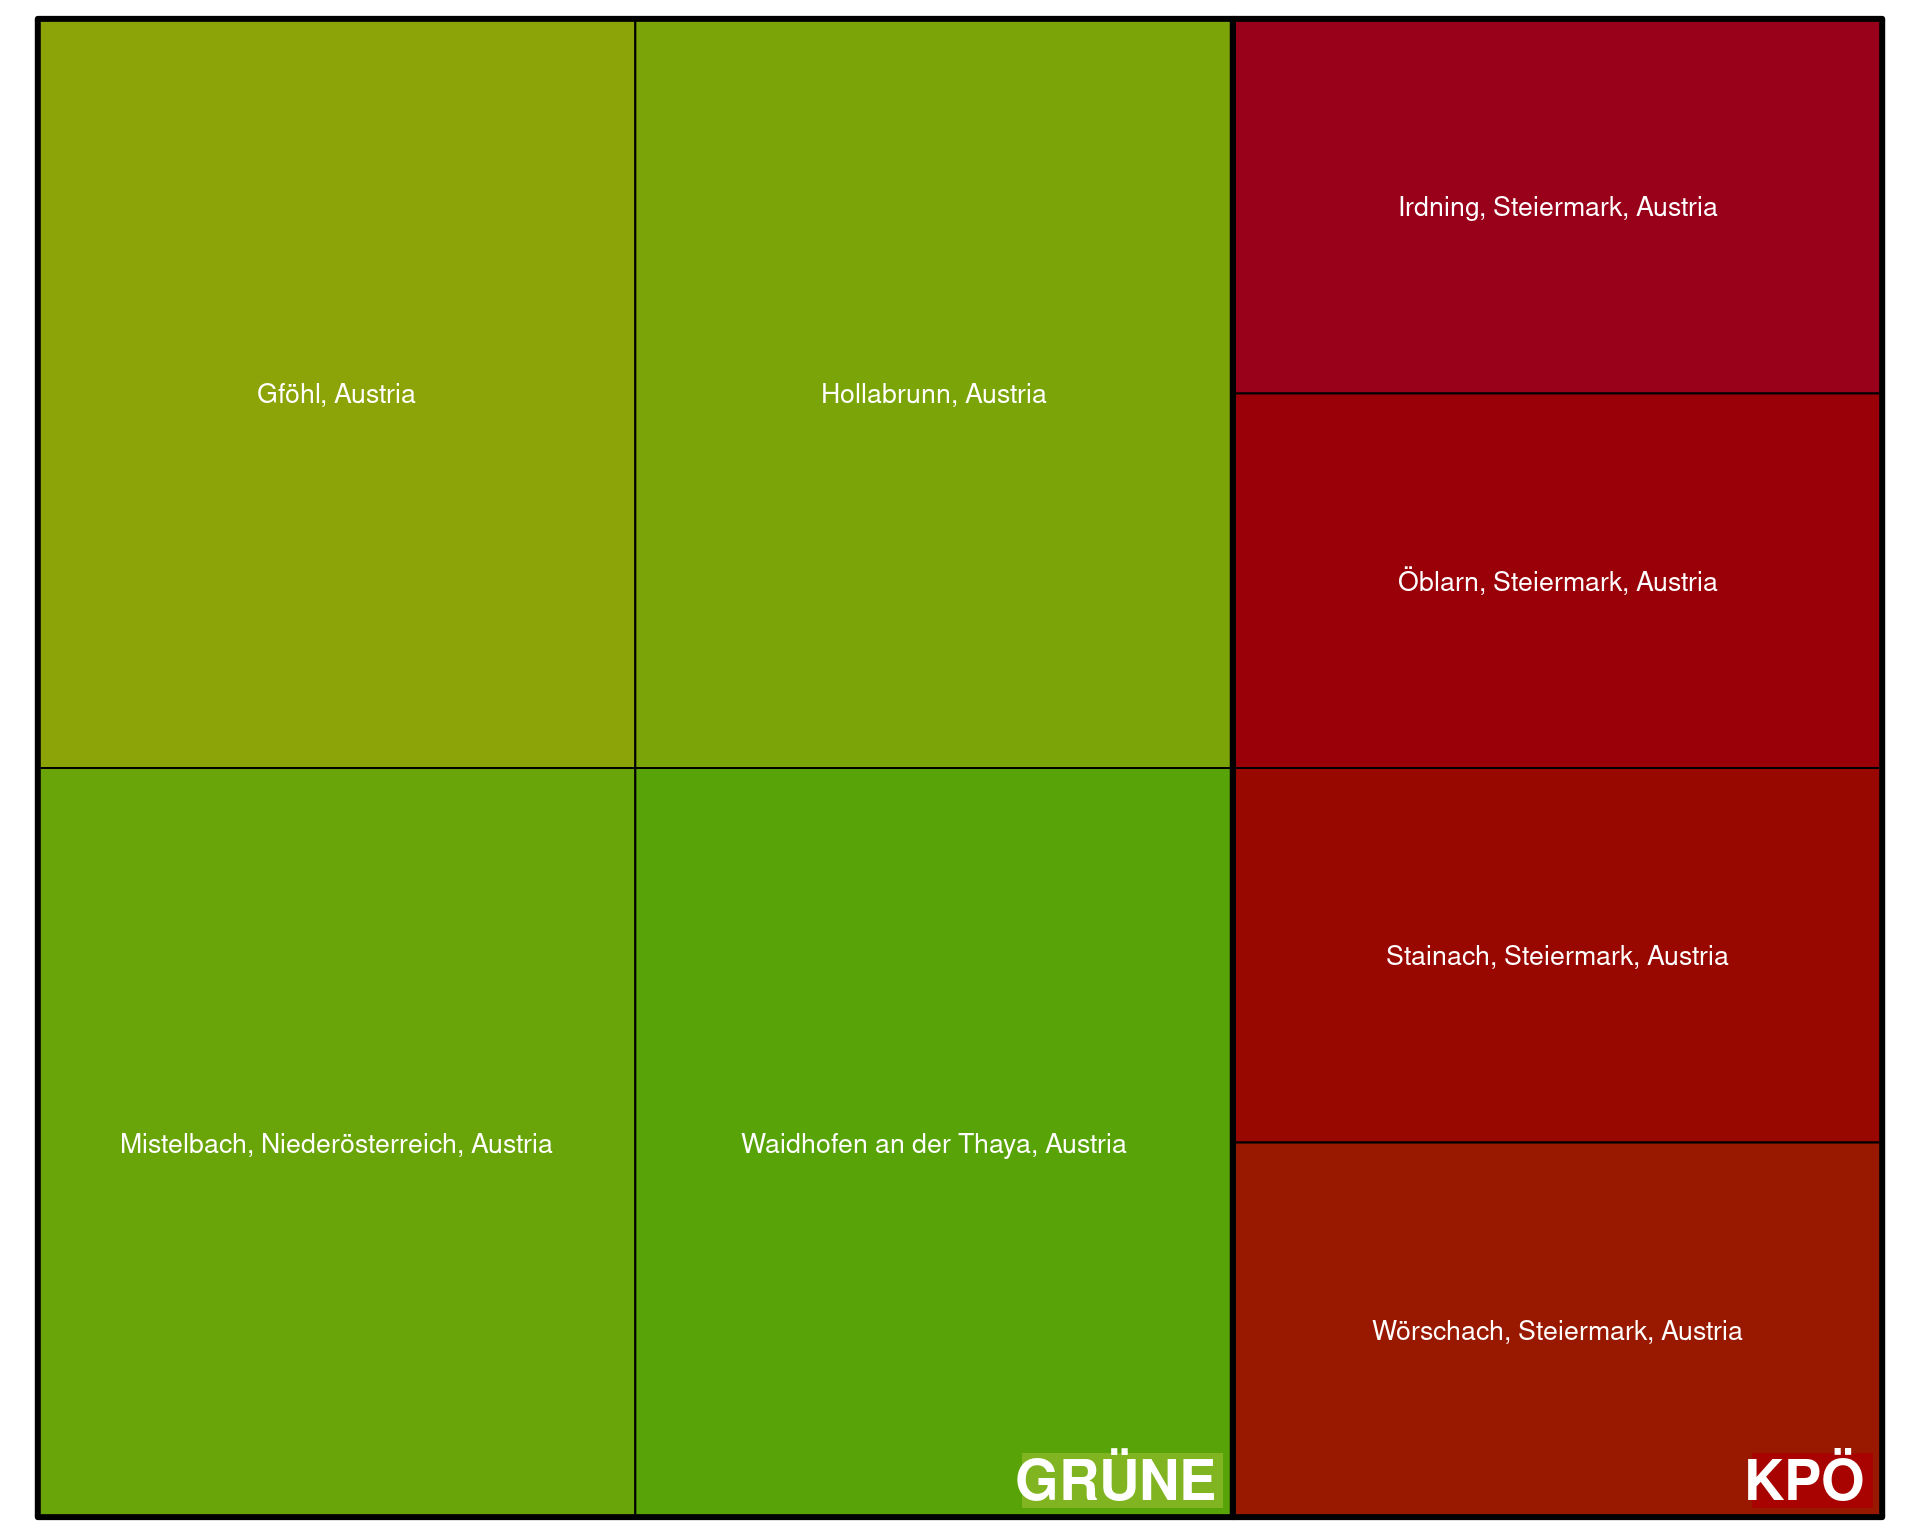 Gföhl, Austria
Hollabrunn, Austria
Mistelbach, Niederösterreich, Austria
Waidhofen an der Thaya, Austria
GRÜNE
Irdning, Steiermark, Austria
Öblarn, Steiermark, Austria
Stainach, Steiermark, Austria
Wörschach, Steiermark, Austria
KPÖ